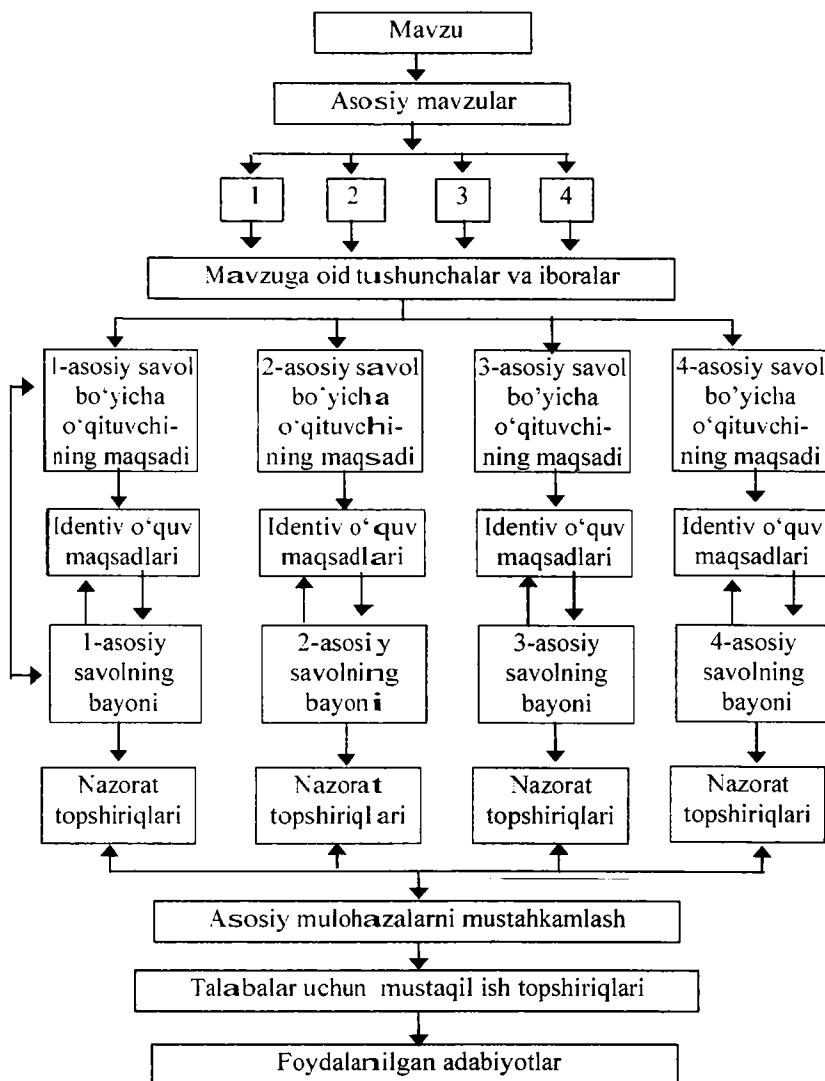 Mavzu
Asosiy mavzular
1
2
3
4
Mavzuga oid tushunchalar va iboralar
1-asosiy savol
bo‘yicha
o‘qituvchi-
ning maqsadi
2-asosiy savol
bo‘yicha
o‘qituvchi-
ning maqsadi
3-asosiy savol
bo’yicha
o‘qituvchi-
ning maqsadi
4-asosiy savol
bo’yicha
o‘qituvchi-
ning maqsadi
Identiv o‘quv
maqsadlari
Identiv o‘quv
maqsadlari
Identiv o‘quv
maqsadlari
Identiv o‘quv
maqsadlari
1-asosiy
savolning
bayoni
2-asosiy
savolning
bayoni
3-asosiy
savolning
bayoni
4-asosiy
savolning
bayoni
Nazorat
topshiriqlari
Nazorat
topshiriqlari
Nazorat
topshiriqlari
Nazorat
topshiriqlari
Asosiy mulohazalarni mustahkamlash
Talabalar uchun mustaqil ish topshiriqlari
Foydalanilgan adabiyotlar